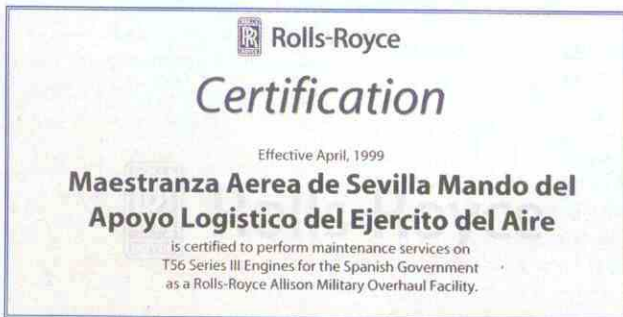 Rolls-Royce
Certification
Effective April, 1999
Maestranza Aerea de Sevilla Mando del
Apoyo Logistico del Ejercito del Aire
is certified to perform maintenance services on
T56 Series III Engines for the Spanish Government
as a Rolls-Royce Allison Military Overhaul Facility.